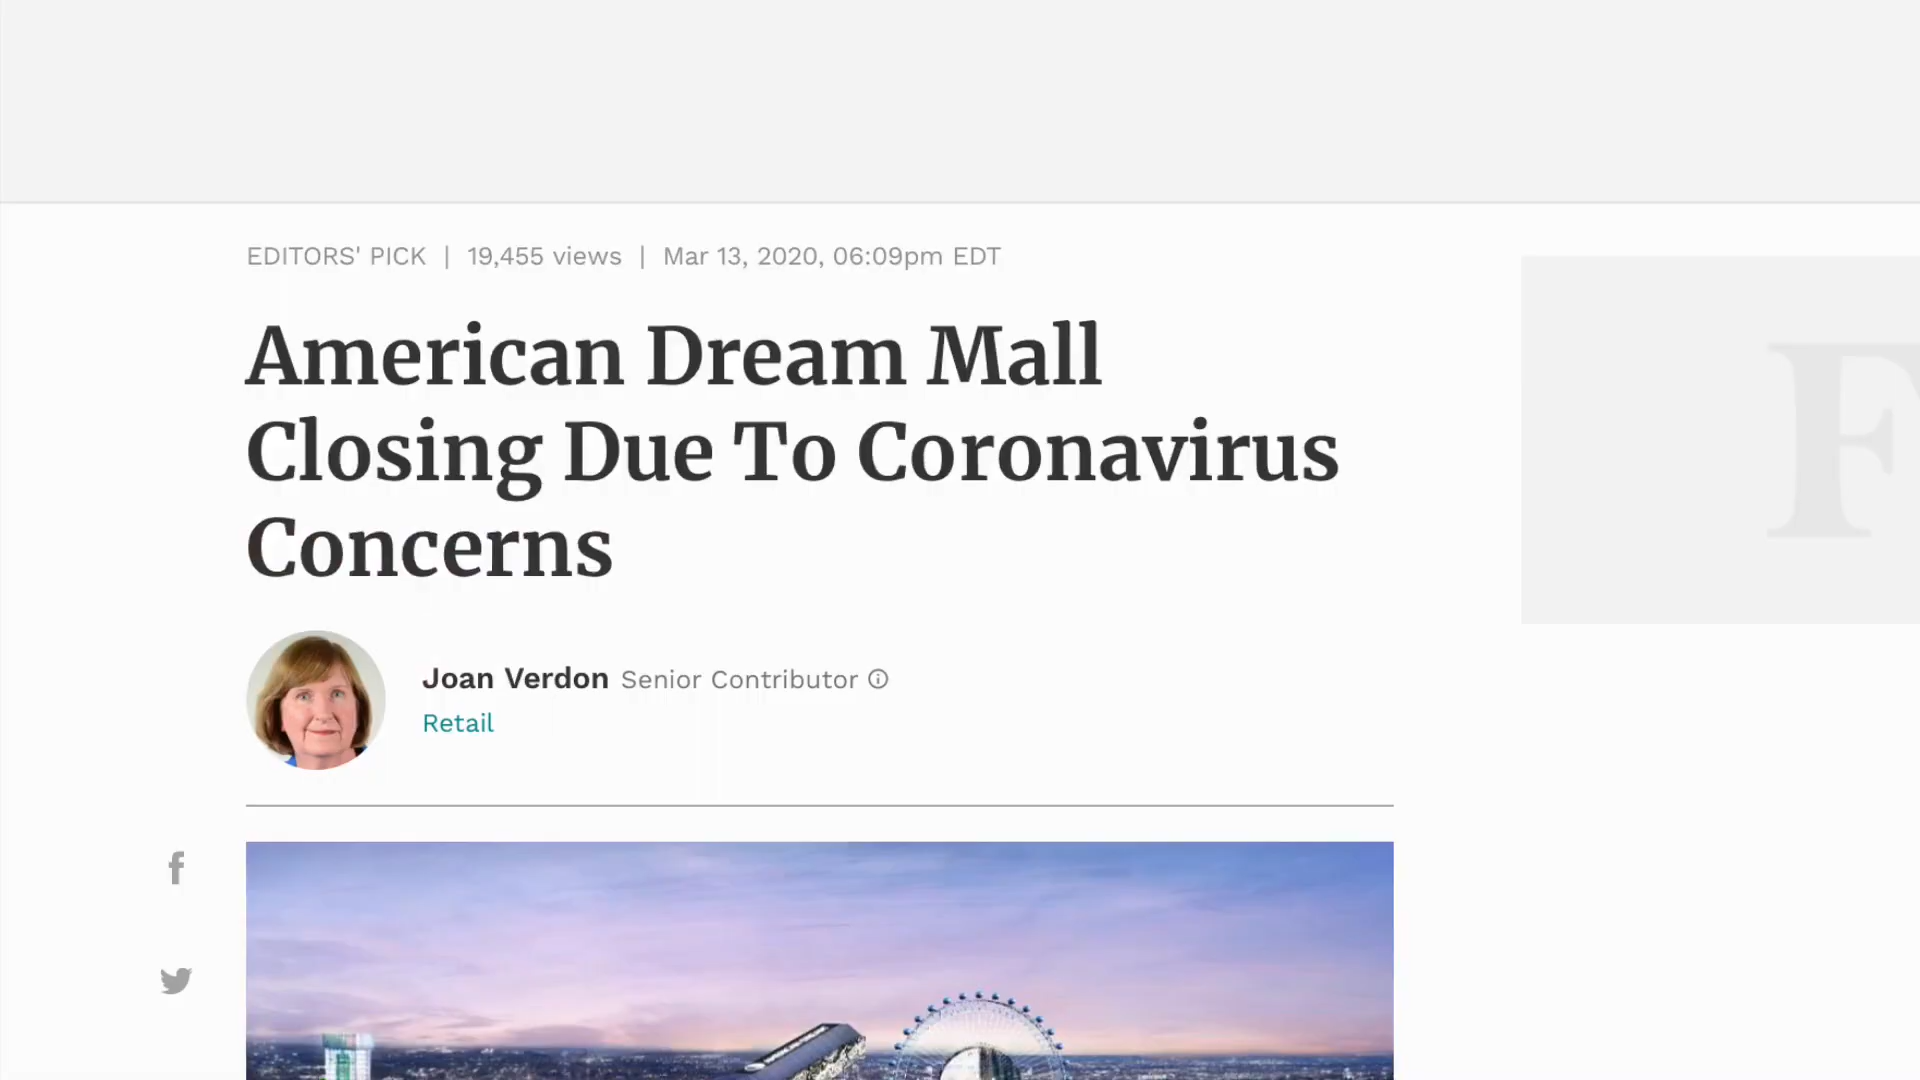 EDITORS' PICK | 19,455 views | Mar 13, 2020, 06:09pm EDT
American Dream Mall
Closing Due To Coronavirus
Concerns
Joan Verdon Senior Contributor
Retail
F